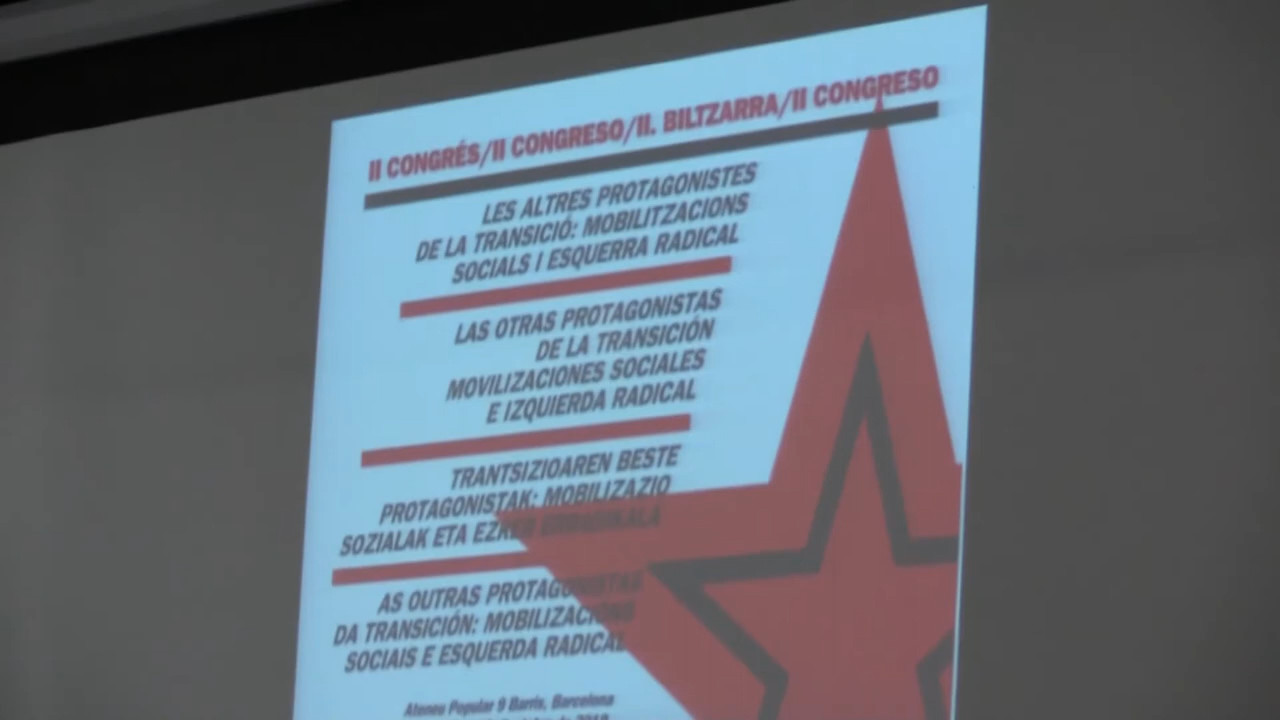 II CONGRÉS/II CONGRESO/II. BILTZARRA/II CONGRESO
LES ALTRES PROTAGONISTES
DE LA TRANSICIÓ: MOBILITZACIONS
SOCIALS I ESQUERRA RADICAL
LAS OTRAS PROTAGONISTAS
DE LA TRANSICIÓN
MOVILIZACIONES SOCIALES
E IZQUIERDA RADICAL
TRANTSIZIOAREN BESTE
PROTAGONISTAK: MOBILIZAZIO
SOZIALAK ETA EZKER
AS OUTRAS PROTAGONISTAS
DA TRANSICIÓN: MOBILIZACIÓNS
SOCIAIS E ESQUERDA RADICAL
Ateneu Popular 9 Barris, Barcelona